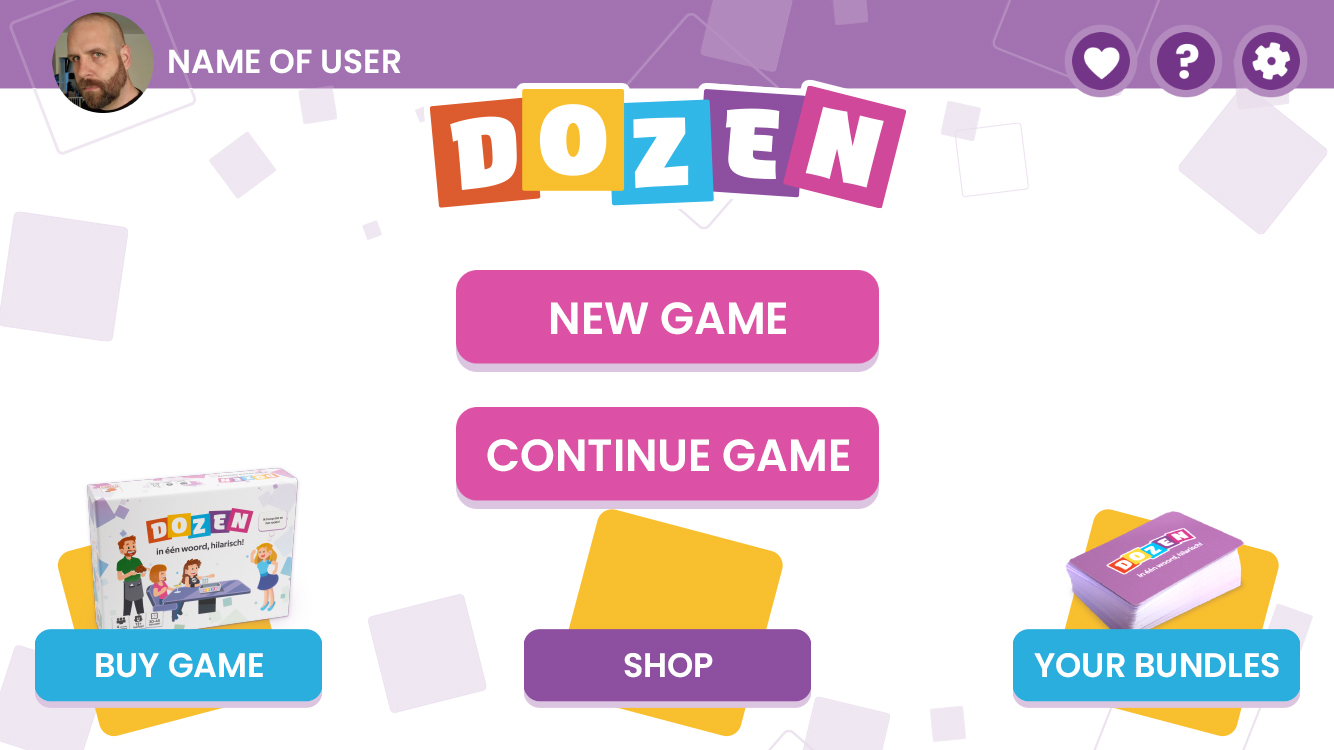 NAME OF USER
?
DOZEN
NEW GAME
CONTINUE GAME
DOZEN
in één woord, hilarisch!
DOZEN
in één woord, hilarisch!
BUY GAME
SHOP
YOUR BUNDLES